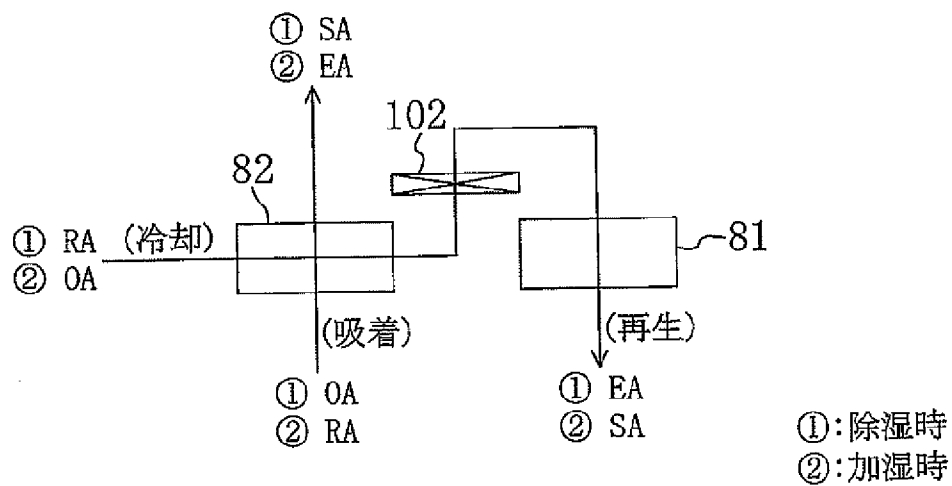 ① SA
② EA
102
82
① RA (冷却)
② OA
81
(吸着)
(再生)
① OA
② RA
① EA
② SA
①:除湿時
②:加湿時